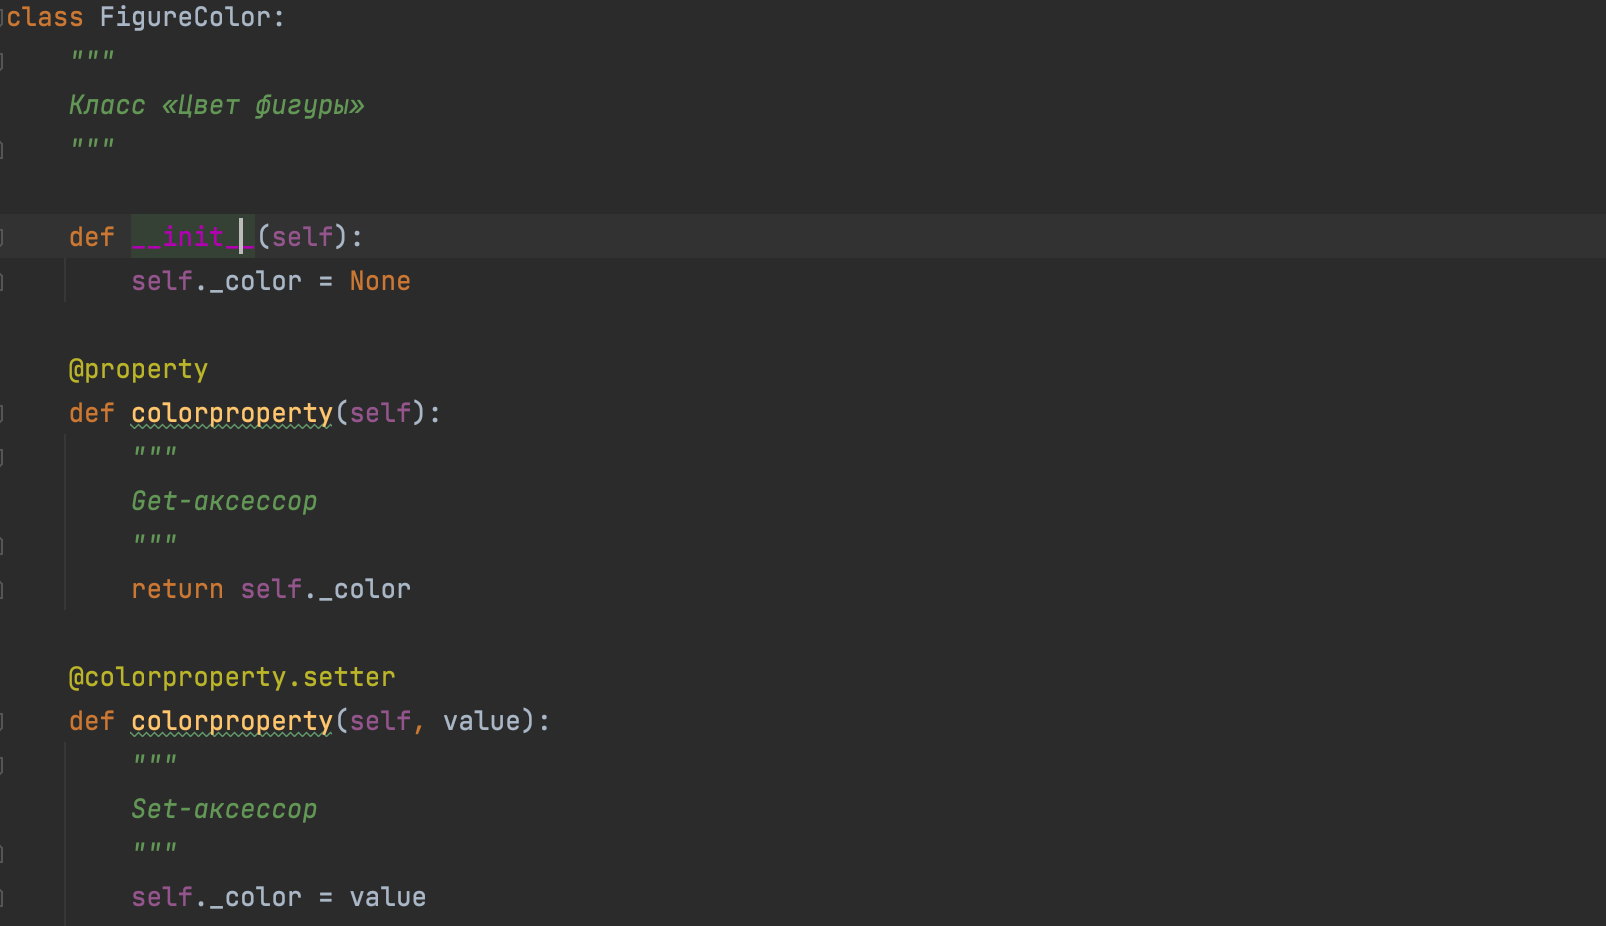 class FigureColor:
    """
    Класс «Цвет фигуры»
    """
    def __init__(self):
        self._color = None
    @property
    def colorproperty(self):
        """
        Get-аксессор
        """
        return self._color
    @colorproperty.setter
    def colorproperty(self, value):
        """
        Set-аксессор
        """
        self._color = value